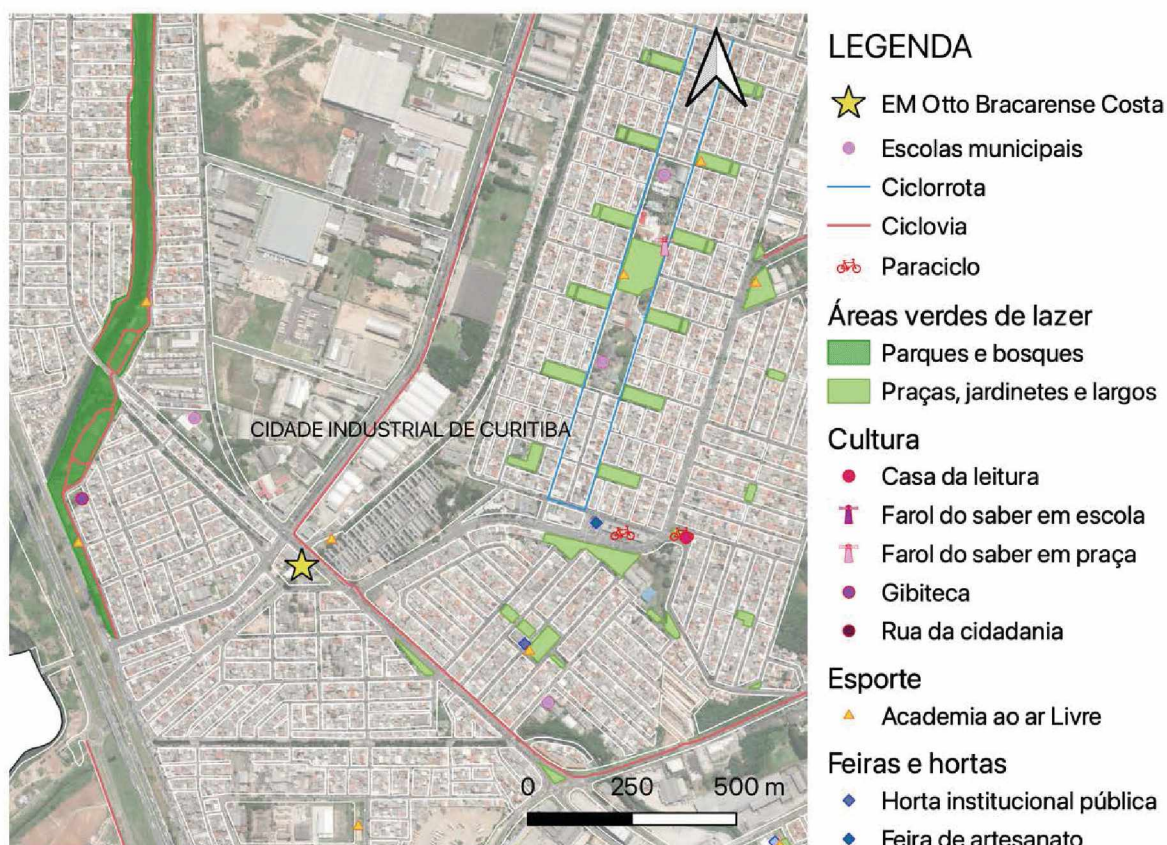 CIDADE INDUSTRIAL DE CURITIBA
0 250 500 m
LEGENDA
EM Otto Bracarense Costa
Escolas municipais
Ciclorrota
Ciclovia
Paraciclo
Áreas verdes de lazer
Parques e bosques
Praças, jardinetes e largos
Cultura
Casa da leitura
Farol do saber em escola
Farol do saber em praça
Gibiteca
Rua da cidadania
Esporte
Academia ao ar Livre
Feiras e hortas
Horta institucional pública
Feira de artesanato